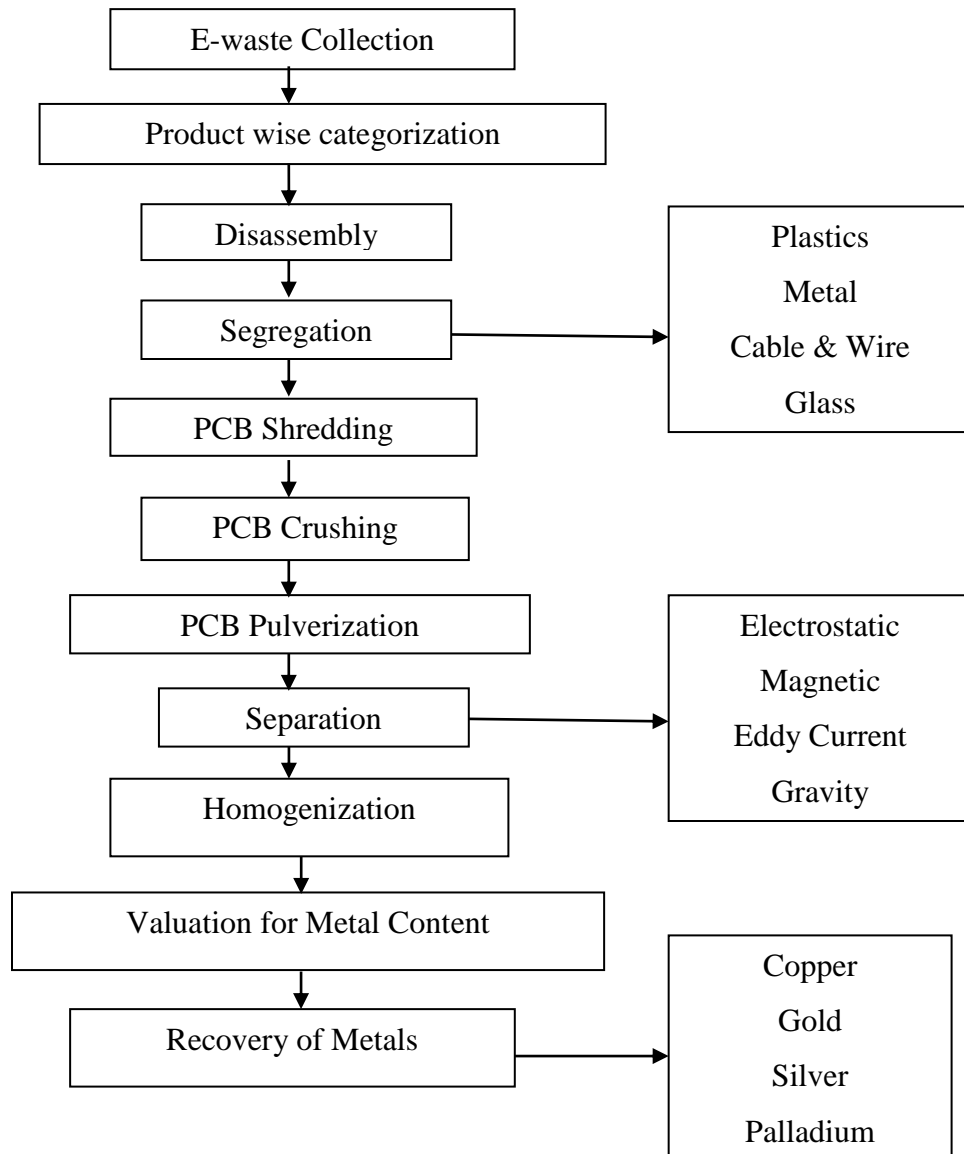 E-waste Collection
Product wise categorization
Disassembly
Segregation
Plastics
Metal
Cable & Wire
Glass
PCB Shredding
PCB Crushing
PCB Pulverization
Separation
Electrostatic
Magnetic
Eddy Current
Gravity
Homogenization
Valuation for Metal Content
Recovery of Metals
Copper
Gold
Silver
Palladium